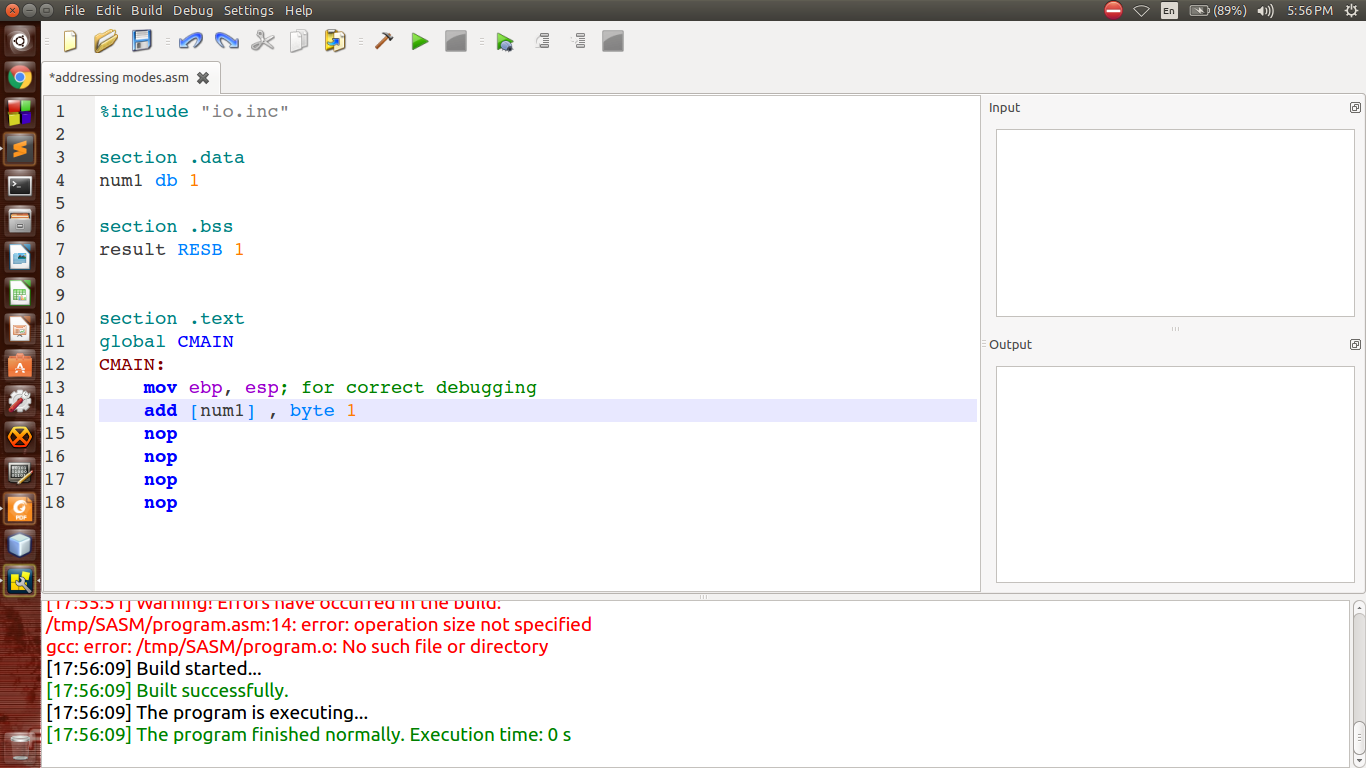 File Edit Build Debug Settings Help
En (89%) 5:56 PM
*addressing modes.asm
1 %include "io.inc"
2
3 section .data
4 num1 db 1
5
6 section .bss
7 result RESB 1
8
9
10 section .text
11 global CMAIN
12 CMAIN:
13 mov ebp, esp; for correct debugging
14 add [num1] , byte 1
15 nop
16 nop
17 nop
18 nop
Input
Output
[17:55:51] Warning! Errors have occurred in the build:
/tmp/SASM/program.asm:14: error: operation size not specified
gcc: error: /tmp/SASM/program.o: No such file or directory
[17:56:09] Build started...
[17:56:09] Built successfully.
[17:56:09] The program is executing...
[17:56:09] The program finished normally. Execution time: 0 s
PDF